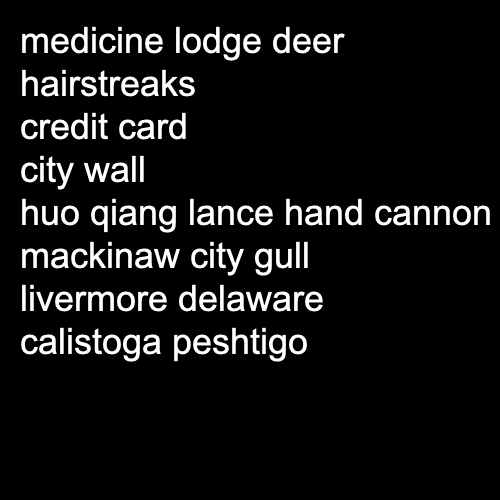 medicine lodge deer
hairstreaks
credit card
city wall
huo qiang lance hand cannon
mackinaw city gull
livermore delaware
calistoga peshtigo